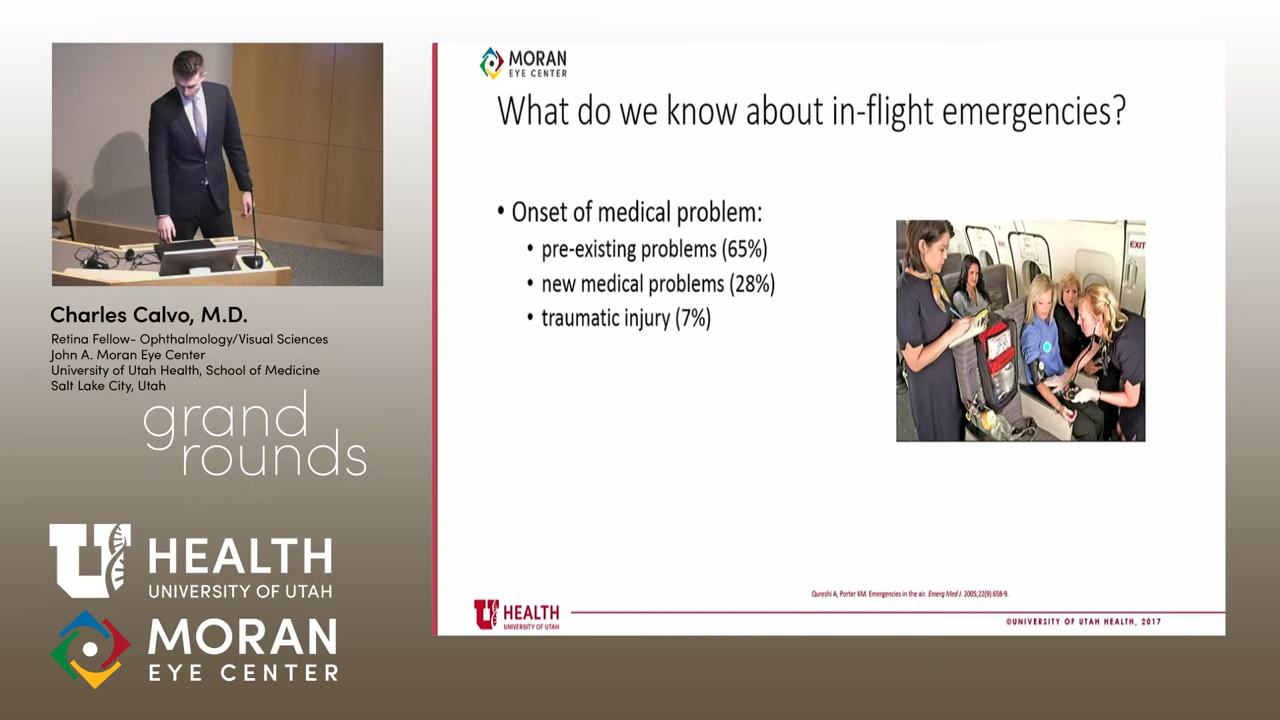 MORAN
EYE CENTER
What do we know about in-flight emergencies?
• Onset of medical problem:
• pre-existing problems (65%)
• new medical problems (28%)
• traumatic injury (7%)
EXIT
Qureshi A, Porter KM. Emergencies in the air. Emerg Med J. 2005;22(9):658-9.
U HEALTH
UNIVERSITY OF UTAH
©UNIVERSITY OF UTAH HEALTH, 2017
Charles Calvo, M.D.
Retina Fellow- Ophthalmology/Visual Sciences
John A. Moran Eye Center
University of Utah Health, School of Medicine
Salt Lake City, Utah
grand
rounds
U HEALTH
UNIVERSITY OF UTAH
MORAN
EYE CENTER